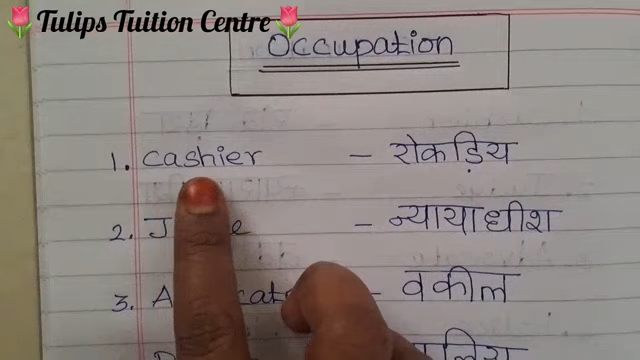 🌷Tulips Tuition Centre🌷
Occupation
1. Cashier - रोकड़िय
2. - न्यायाधीश
3. - वकील